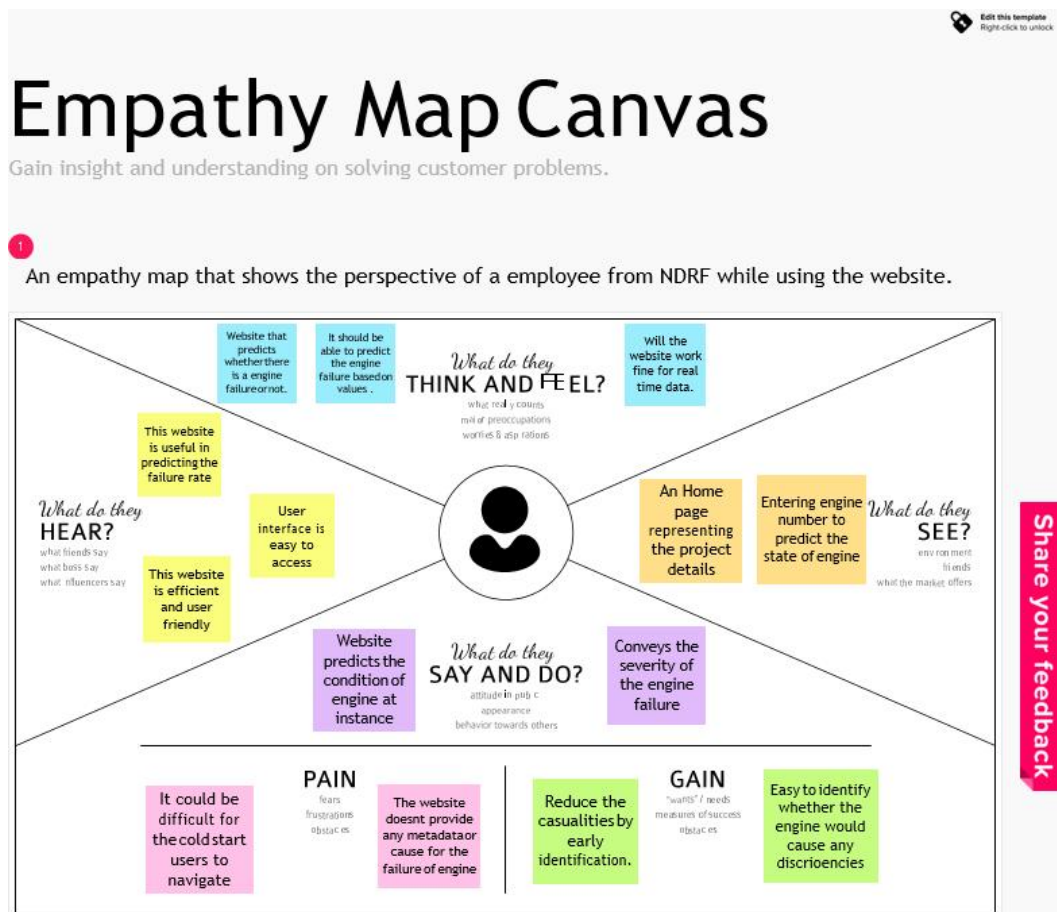 Edit this template
Right-click to unlock
Empathy Map Canvas
Gain insight and understanding on solving customer problems.
1
An empathy map that shows the perspective of a employee from NDRF while using the website.
Website that
predicts
whetherthere
is a engine
failureornot.
It should be
able to predict
the engine
failure basedon
values .
What do they
THINK AND FEEL?
what really counts
major preoccupations
worries & aspirations
Will the
website work
fine for real
time data.
This website
is useful in
predictingthe
failure rate
What do they
HEAR?
what friends say
what boss say
what influencers say
User
interface is
easy to
access
This website
is efficient
and user
friendly
An Home
page
representing
the project
details
Entering engine
number to
predict the
state of engine
What do they
SEE?
environment
friends
what the market offers
Website
predicts the
condition of
engine at
instance
What do they
SAY AND DO?
attitude in public
appearance
behavior towards others
Conveys the
severity of
the engine
failure
PAIN
fears
frustrations
obstacles
It could be
difficult for
the cold start
users to
navigate
The website
doesnt provide
any metadata or
cause for the
failure of engine
GAIN
"wants" / needs
measures of success
obstacles
Reduce the
casualities by
early
identification.
Easy to identify
whether the
engine would
cause any
discrioencies
Share your feedback